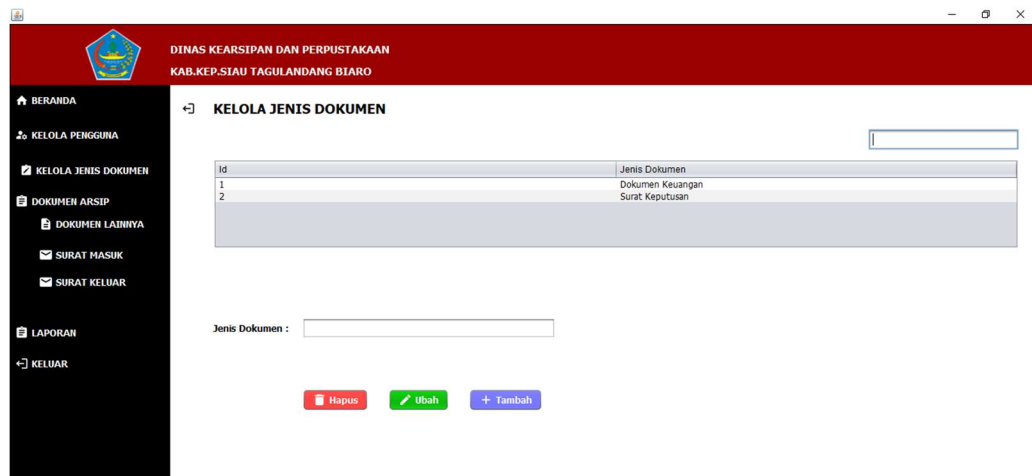 DINAS KEARSIPAN DAN PERPUSTAKAAN
KAB.KEP.SIAU TAGULANDANG BIARO
BERANDA
KELOLA PENGGUNA
KELOLA JENIS DOKUMEN
DOKUMEN ARSIP
DOKUMEN LAINNYA
SURAT MASUK
SURAT KELUAR
LAPORAN
KELUAR
KELOLA JENIS DOKUMEN
Id Jenis Dokumen
1 Dokumen Keuangan
2 Surat Keputusan
Jenis Dokumen :
Hapus Ubah + Tambah